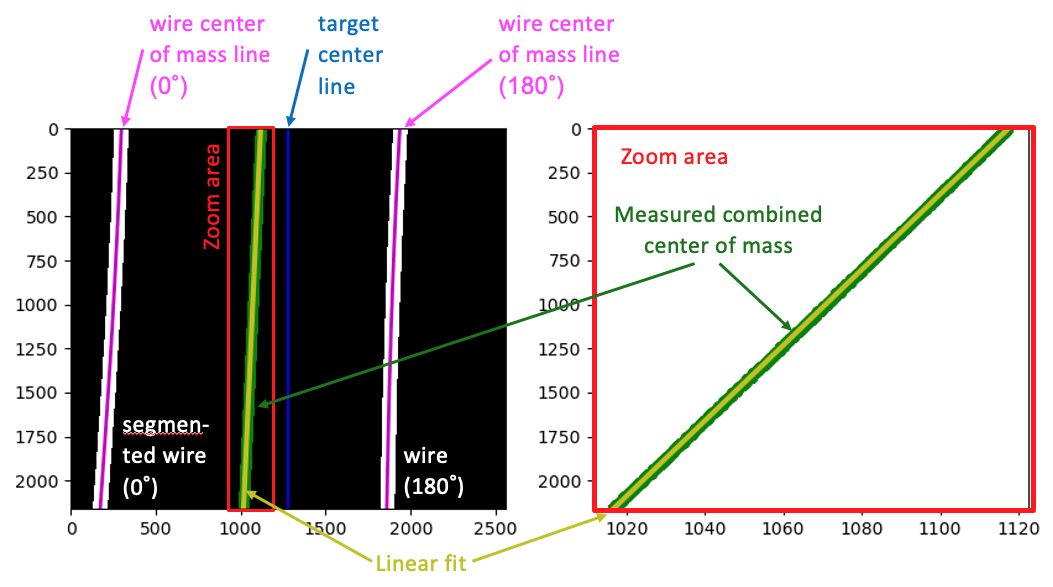 wire center
of mass line
(0˚)
target
center
line
wire center
of mass line
(180˚)
0
250
500
750
1000
1250
1500
1750
2000
Zoom area
segmen-
ted wire
(0˚)
wire
(180˚)
0
500
1000
1500
2000
2500
Linear fit
0
250
500
750
1000
1250
1500
1750
2000
Zoom area
Measured combined
center of mass
1020
1040
1060
1080
1100
1120